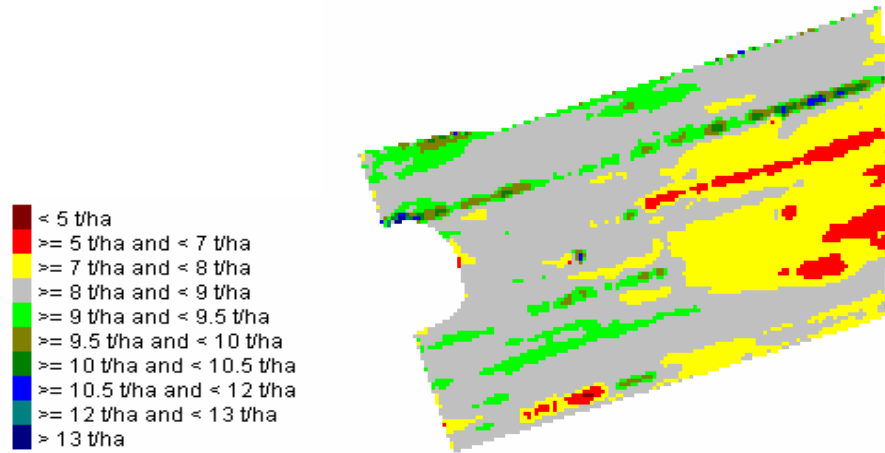 < 5 t/ha
>= 5 t/ha and < 7 t/ha
>= 7 t/ha and < 8 t/ha
>= 8 t/ha and < 9 t/ha
>= 9 t/ha and < 9.5 t/ha
>= 9.5 t/ha and < 10 t/ha
>= 10 t/ha and < 10.5 t/ha
>= 10.5 t/ha and < 12 t/ha
>= 12 t/ha and < 13 t/ha
> 13 t/ha